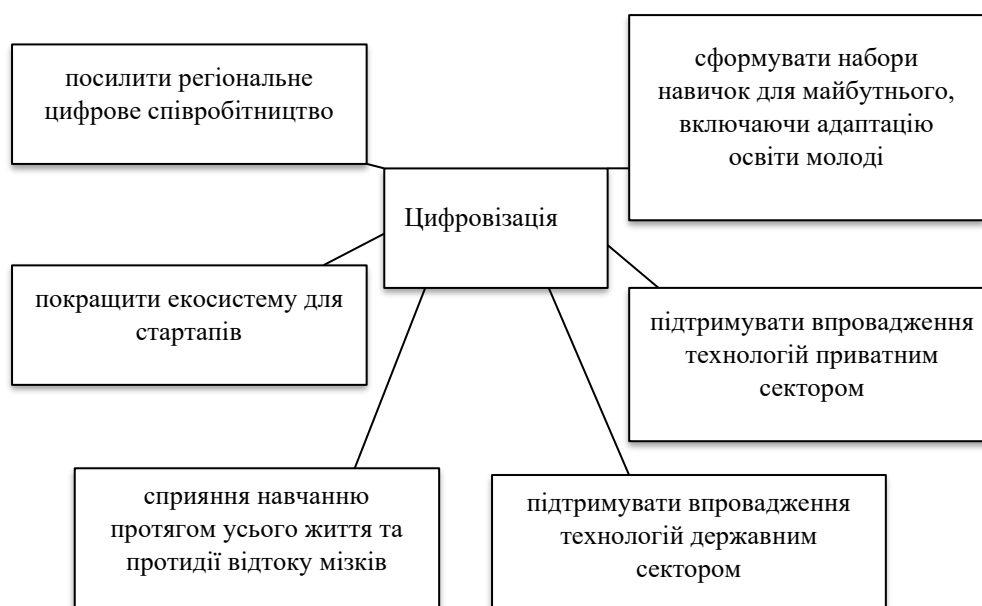 посилити регіональне
цифрове співробітництво
сформувати набори
навичок для майбутнього,
включаючи адаптацію
освіти молоді
Цифровізація
покращити екосистему для
стартапів
підтримувати впровадження
технологій приватним
сектором
сприяння навчанню
протягом усього життя та
протидії відтоку мізків
підтримувати впровадження
технологій державним
сектором